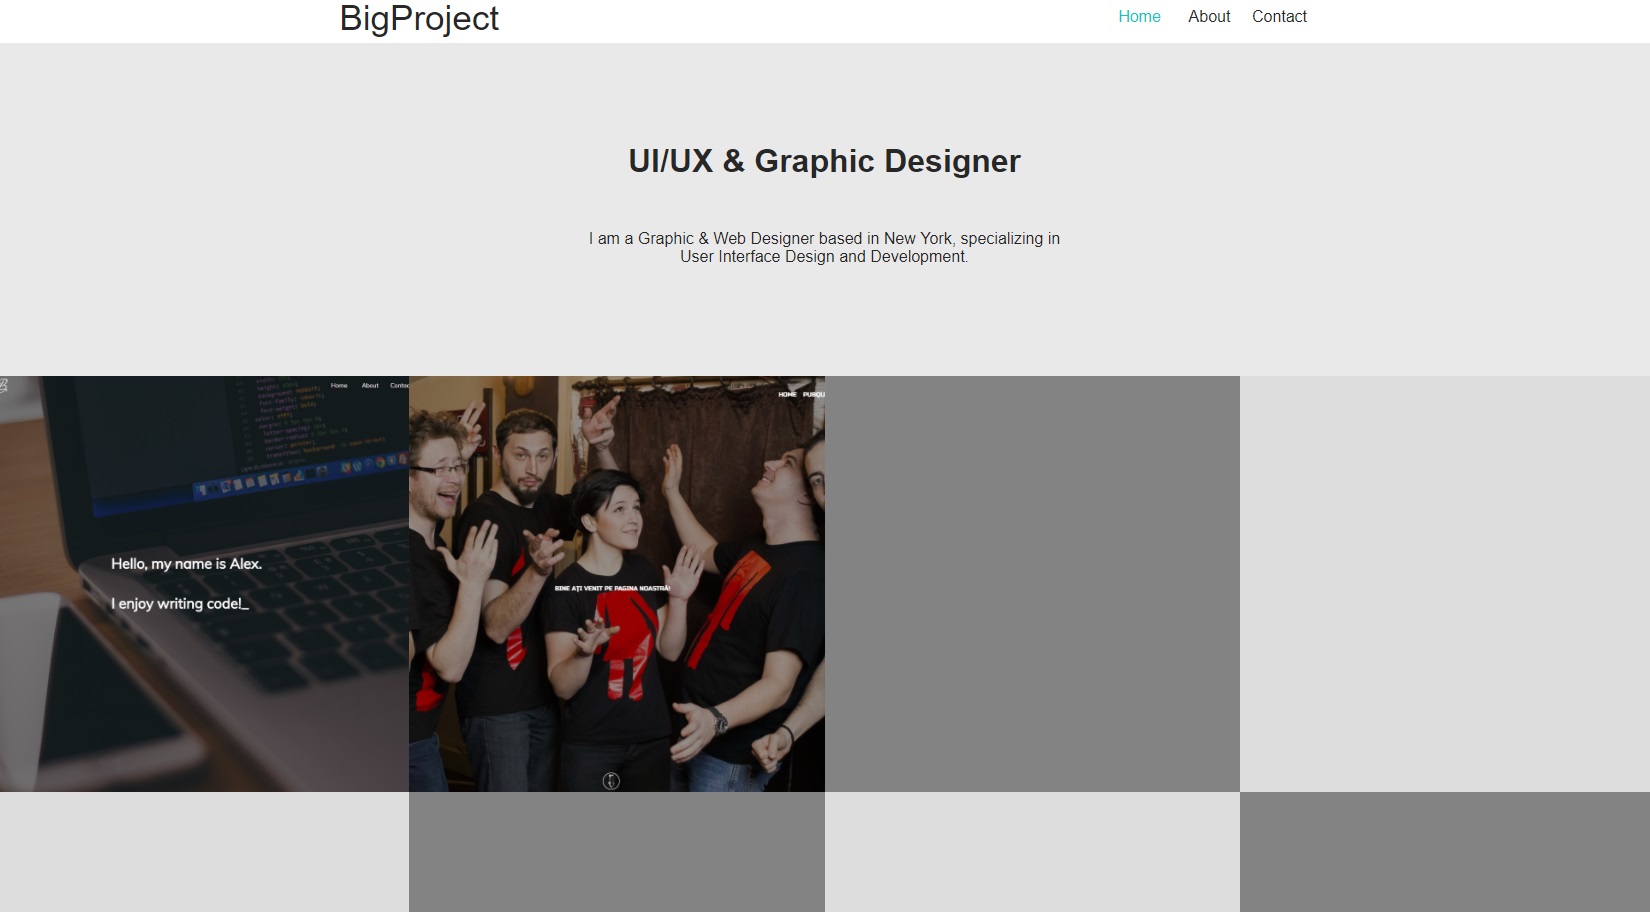 BigProject
Home About Contact
UI/UX & Graphic Designer
I am a Graphic & Web Designer based in New York, specializing in
User Interface Design and Development.
Home About
HOME
Hello, my name is Alex.
I enjoy writing code!_
BINE AȚI VENIT PE PAGINA NOASTRĂ!